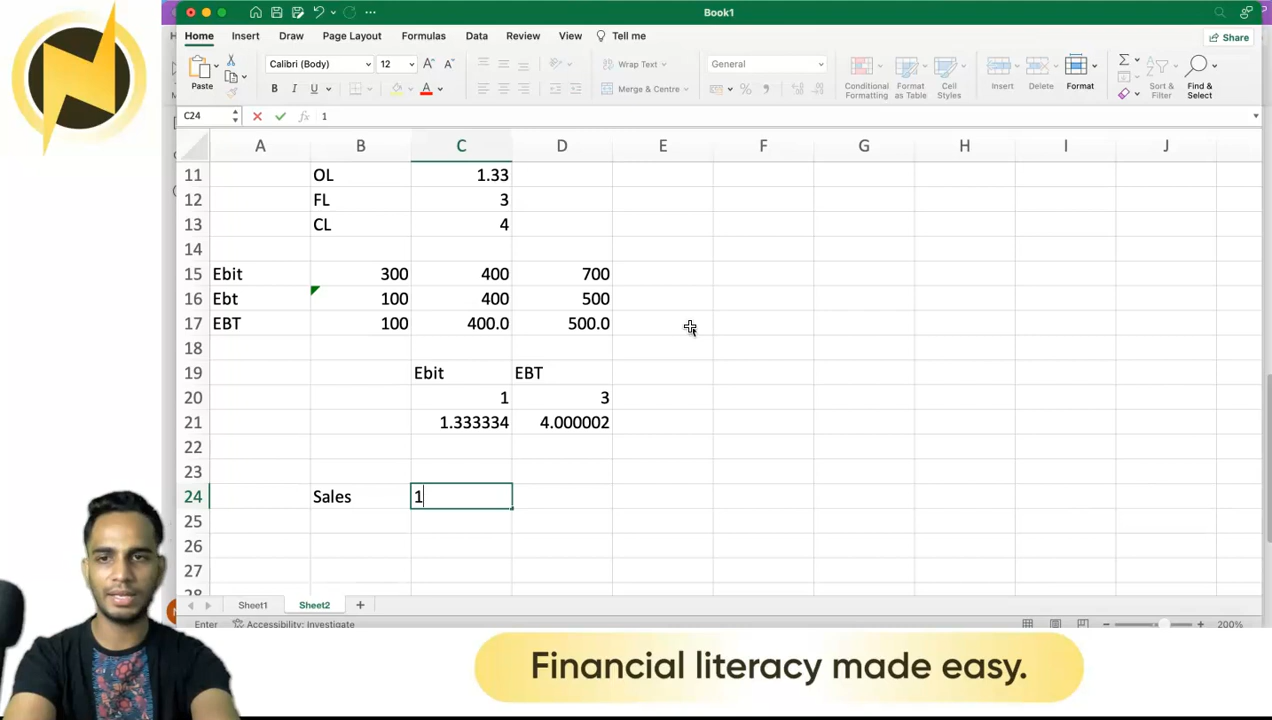 Book1
Home Insert Draw Page Layout Formulas Data Review View Tell me
Share
Calibri (Body) 12 A A Wrap Text General
Paste B I U A Merge & Centre % Conditional Formatting Format as Table Cell Styles Insert Delete Format Sort & Filter Find & Select
C24 fx 1
A B C D E F G H I J
11 OL 1.33
12 FL 3
13 CL 4
14
15 Ebit 300 400 700
16 Ebt 100 400 500
17 EBT 100 400.0 500.0
18
19 Ebit EBT
20 1 3
21 1.333334 4.000002
22
23
24 Sales 1
25
26
27
28
Sheet1 Sheet2 +
Enter Accessibility: Investigate 200%
Financial literacy made easy.